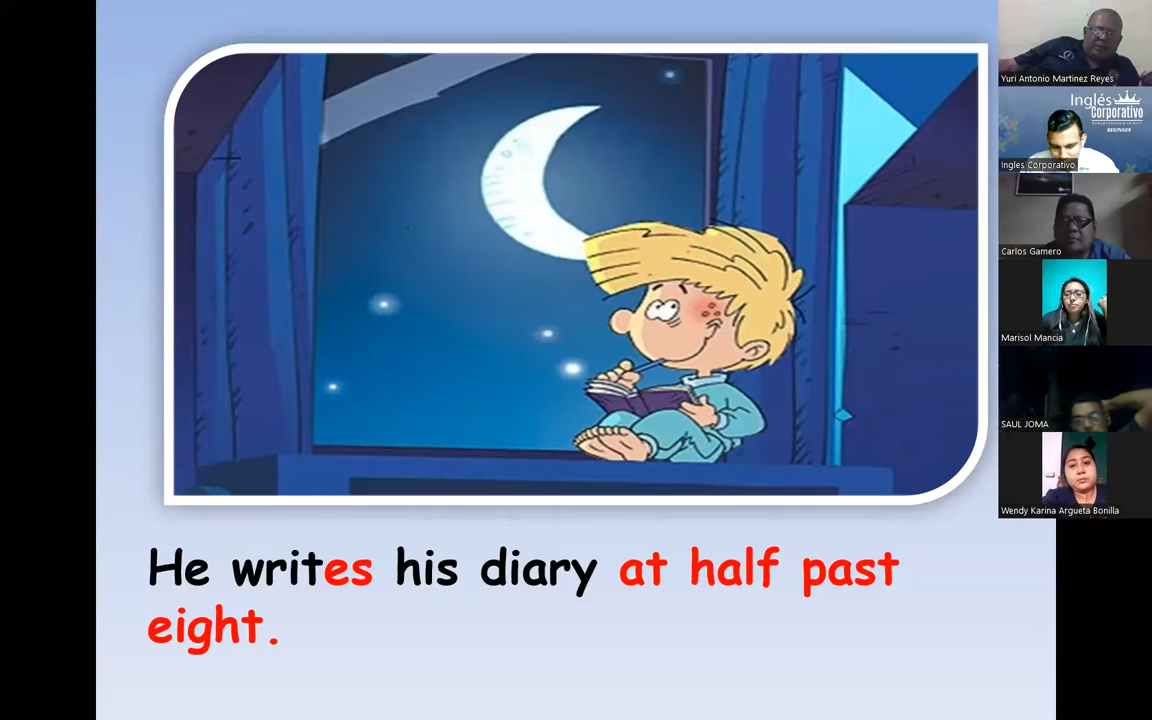 He writes his diary at half past
eight.
Yuri Antonio Martinez Reyes
Inglés
Corporativo
BEGINNER
Ingles Corporativo
Carlos Gamero
Marisol Mancia
SAUL JOMA
Wendy Karina Argueta Bonilla